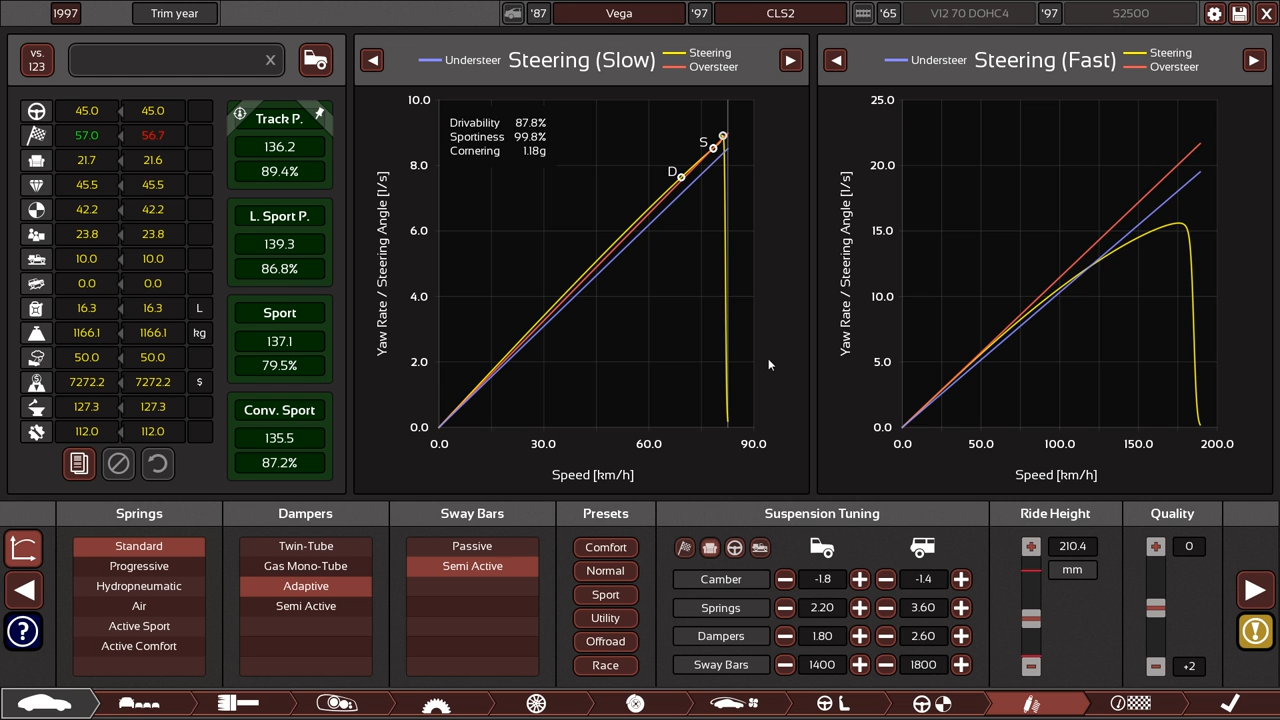 1997
Trim year
'87
Vega
'97
CLS2
'65
V12 70 DOHC4
'97
S2500
X
vs.
123
x
45.0 45.0
57.0 56.7
21.7 21.6
45.5 45.5
42.2 42.2
23.8 23.8
10.0 10.0
0.0 0.0
16.3 16.3 L
1166.1 1166.1 kg
50.0 50.0
7272.2 7272.2 $
127.3 127.3
112.0 112.0
Track P.
136.2
89.4%
L. Sport P.
139.3
86.8%
Sport
137.1
79.5%
Conv. Sport
135.5
87.2%
Understeer
Steering (Slow)
Steering
Oversteer
Drivability 87.8%
Sportiness 99.8%
Cornering 1.18g
D
S
Yaw Rate / Steering Angle [1/s]
10.0
8.0
6.0
4.0
2.0
0.0
0.0 30.0 60.0 90.0
Speed [km/h]
Understeer
Steering (Fast)
Steering
Oversteer
Yaw Rate / Steering Angle [1/s]
25.0
20.0
15.0
10.0
5.0
0.0
0.0 50.0 100.0 150.0 200.0
Speed [km/h]
Springs
Standard
Progressive
Hydropneumatic
Air
Active Sport
Active Comfort
Dampers
Twin-Tube
Gas Mono-Tube
Adaptive
Semi Active
Sway Bars
Passive
Semi Active
Presets
Comfort
Normal
Sport
Utility
Offroad
Race
Suspension Tuning
Camber -1.8 -1.4
Springs 2.20 3.60
Dampers 1.80 2.60
Sway Bars 1400 1800
Ride Height
210.4
mm
Quality
0
+2
?